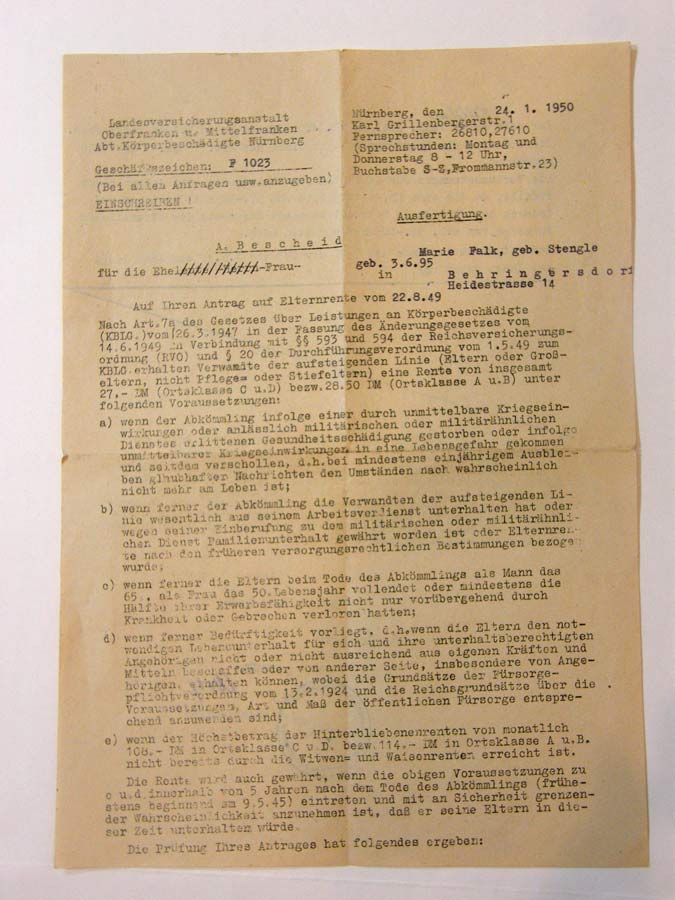 Landesversicherungsanstalt
Oberfranken u. Mittelfranken
Abt.Körperbeschädigte Nürnberg
Geschäftszeichen: F 1023
(Bei allen Anfragen usw.anzugeben)
EINSCHREIBEN !
Nürnberg, den 24. 1. 1950
Karl Grillenbergerstr.1
Fernsprecher: 26810,27610
(Sprechstunden: Montag und
Donnerstag 8 - 12 Uhr,
Buchstabe S-Z,Frommannstr.23)
Ausfertigung.
A. Bescheid
für die Ehe -Frau-
Marie Falk, geb. Stengle
geb. 3.6.95
in Behringersdorf
Heidestrasse 14
Auf Ihren Antrag auf Elternrente vom 22.8.49
Nach Art.7a des Gesetzes über Leistungen an Körperbeschädigte
(KBLG.)vom 26.3.1947 in der Fassung des Änderungsgesetzes vom
14.6.1949 in Verbindung mit §§ 593 und 594 der Reichsversicherungs-
ordnung (RVO) und § 20 der Durchführungsverordnung vom 1.5.49 zum
KBLG.erhalten Verwandte der aufsteigenden Linie (Eltern oder Groß-
eltern, nicht Pflege= oder Stiefeltern) eine Rente von insgesamt
27.- DM (Ortsklasse C u.D) bezw.28.50 DM (Ortsklasse A u.B) unter
folgenden Voraussetzungen:
a) wenn der Abkömmling infolge einer durch unmittelbare Kriegsein-
wirkungen oder anlässlich militärischen oder militärähnlichen
Dienstes erlittenen Gesundheitsschädigung gestorben oder infolge
unmittelbarer Kriegseinwirkungen in eine Lebensgefahr gekommen
und seitdem verschollen, d.h.bei mindestens einjährigem Ausblei-
ben glaubhafter Nachrichten den Umständen nach wahrscheinlich
nicht mehr am Leben ist;
b) wenn ferner der Abkömmling die Verwandten der aufsteigenden Li-
nie wesentlich aus seinem Arbeitsverdienst unterhalten hat oder
wegen seiner Einberufung zu dem militärischen oder militärähnli-
chen Dienst Familienunterhalt gewährt worden ist oder Elternren-
te nach den früheren versorgungsrechtlichen Bestimmungen bezogen
wurde;
c) wenn ferner die Eltern beim Tode des Abkömmlings als Mann das
65., als Frau das 50.Lebensjahr vollendet oder mindestens die
Hälfte ihrer Erwerbsfähigkeit nicht nur vorübergehend durch
Krankheit oder Gebrechen verloren hatten;
d) wenn ferner Bedürftigkeit vorliegt, d.h.wenn die Eltern den not-
wendigen Lebensunterhalt für sich und ihre unterhaltsberechtigten
Angehörigen nicht oder nicht ausreichend aus eigenen Kräften und
Mitteln beschaffen oder von anderer Seite, insbesondere von Ange-
hörigen, erhalten können, wobei die Grundsätze der Fürsorge-
pflichtverordnung vom 13.2.1924 und die Reichsgrundsätze über die
Voraussetzungen, Art und Maß der öffentlichen Fürsorge entspre-
chend anzuwenden sind;
e) wenn der Höchstbetrag der Hinterbliebenenrenten von monatlich
108.- DM in Ortsklasse C u.D. bezw.114.- DM in Ortsklasse A u.B.
nicht bereits durch die Witwen= und Waisenrenten erreicht ist.
Die Rente wird auch gewährt, wenn die obigen Voraussetzungen zu
c u.d.innerhalb von 5 Jahren nach dem Tode des Abkömmlings (frühe-
stens beginnend am 9.5.45) eintreten und mit an Sicherheit grenzen-
der Wahrscheinlichkeit anzunehmen ist, daß er seine Eltern in die-
ser Zeit unterhalten würde.
Die Prüfung Ihres Antrages hat folgendes ergeben: